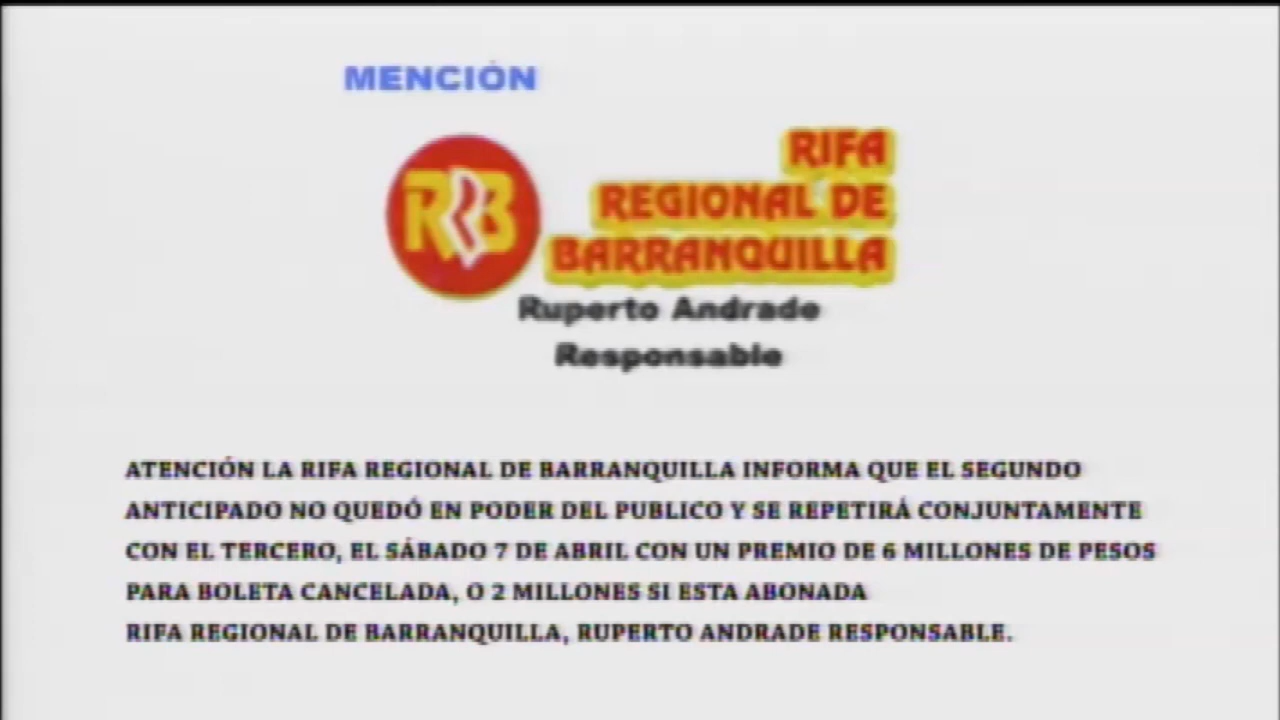 MENCIÓN
RB
RIFA
REGIONAL DE
BARRANQUILLA
Ruperto Andrade
Responsable
ATENCIÓN LA RIFA REGIONAL DE BARRANQUILLA INFORMA QUE EL SEGUNDO
ANTICIPADO NO QUEDÓ EN PODER DEL PUBLICO Y SE REPETIRÁ CONJUNTAMENTE
CON EL TERCERO, EL SÁBADO 7 DE ABRIL CON UN PREMIO DE 6 MILLONES DE PESOS
PARA BOLETA CANCELADA, O 2 MILLONES SI ESTA ABONADA
RIFA REGIONAL DE BARRANQUILLA, RUPERTO ANDRADE RESPONSABLE.